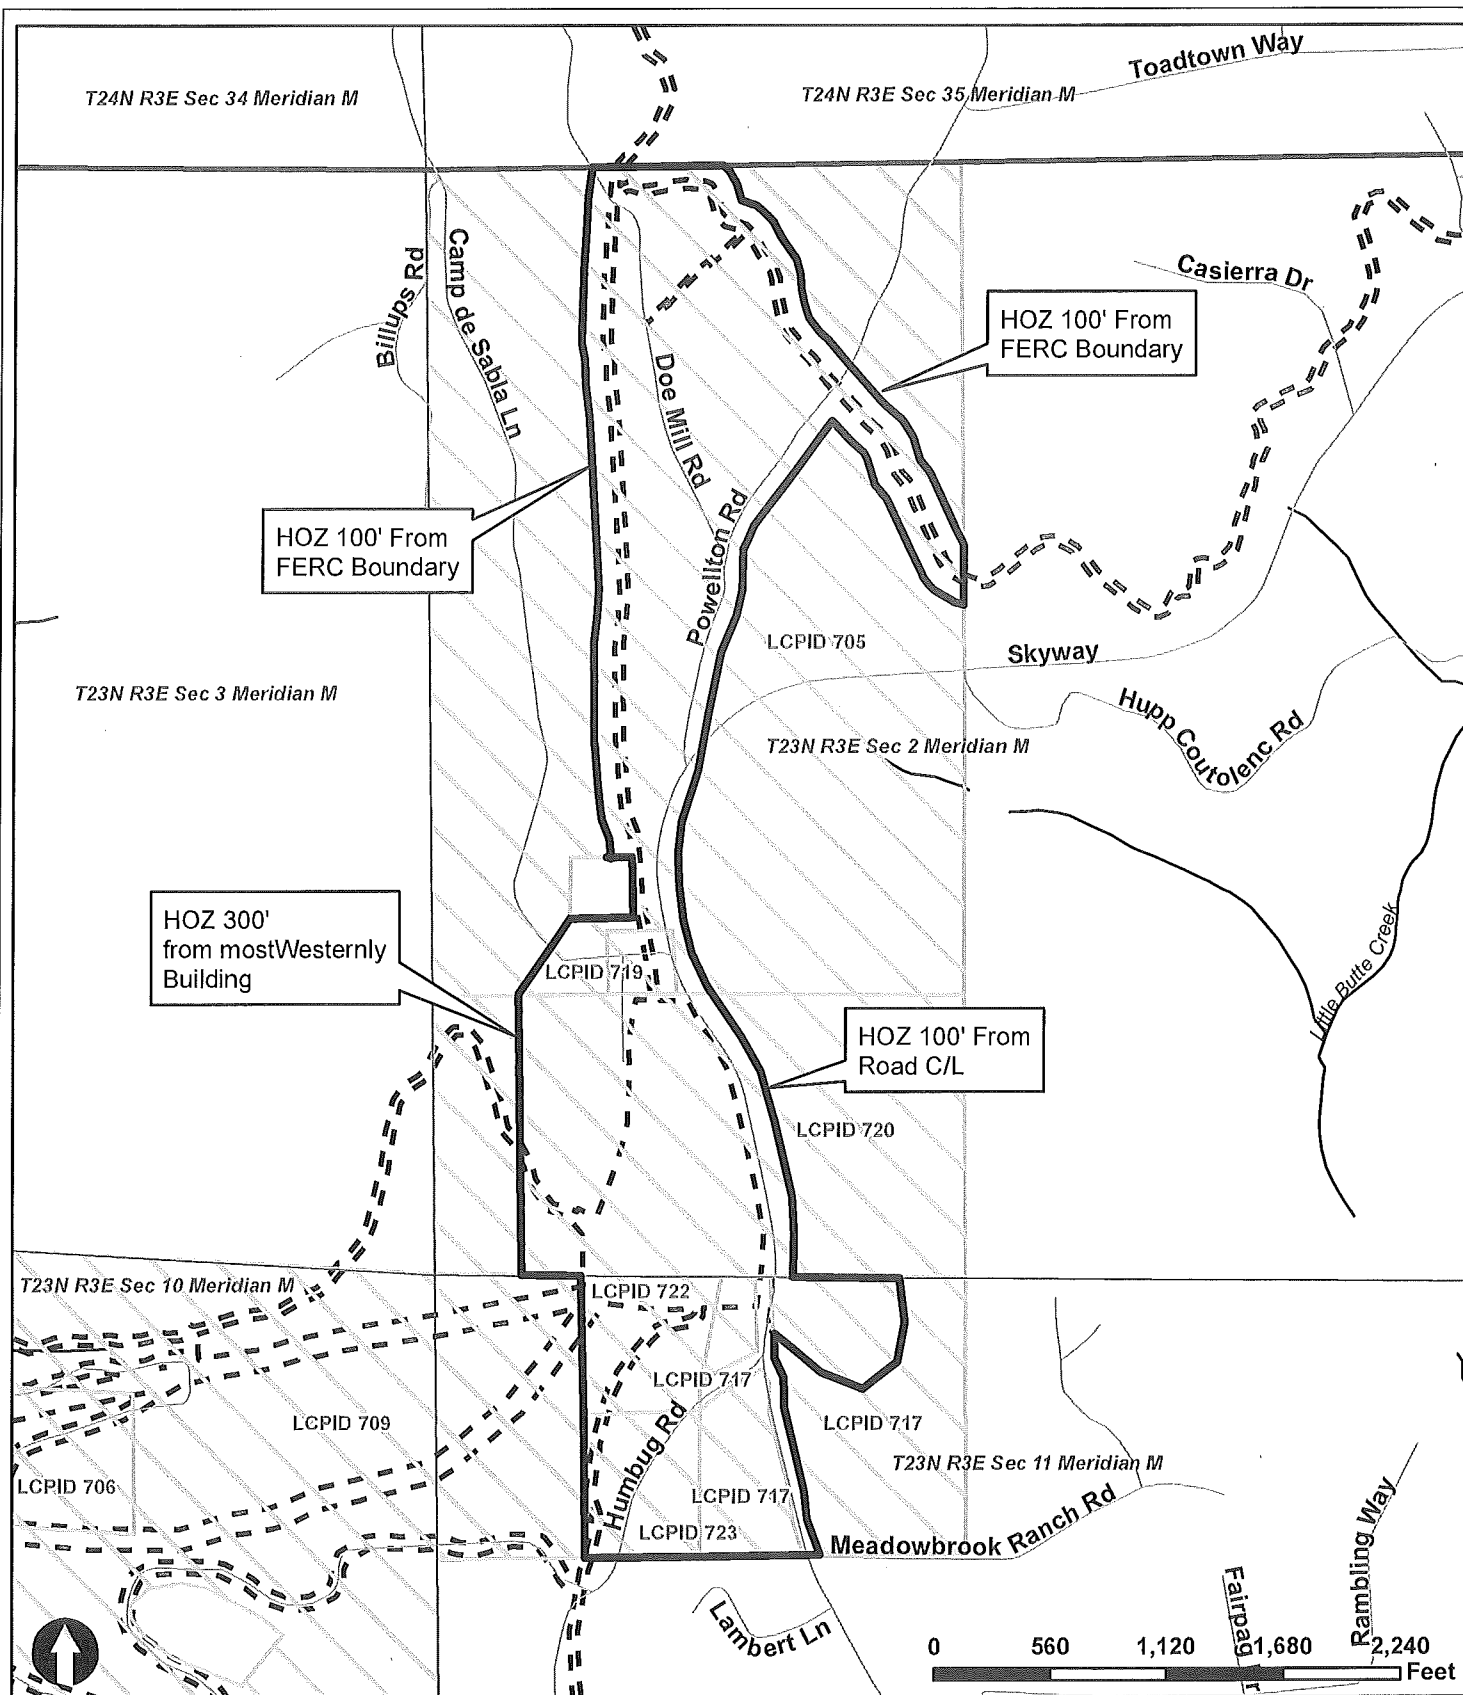 Toadtown Way
T24N R3E Sec 34 Meridian M
T24N R3E Sec 35 Meridian M
Billups Rd
Camp de Sabla Ln
Casierra Dr
HOZ 100' From
FERC Boundary
Doe Mill Rd
HOZ 100' From
FERC Boundary
Powellton Rd
LCPID 705
Skyway
T23N R3E Sec 3 Meridian M
Hupp Coutolenc Rd
T23N R3E Sec 2 Meridian M
HOZ 300'
from mostWesternly
Building
LCPID 719
Little Butte Creek
HOZ 100' From
Road C/L
LCPID 720
T23N R3E Sec 10 Meridian M
LCPID 722
LCPID 717
LCPID 709
LCPID 717
Humbug Rd
T23N R3E Sec 11 Meridian M
LCPID 706
LCPID 717
LCPID 723
Meadowbrook Ranch Rd
Rambling Way
Lambert Ln
0 560 1,120 1,680 2,240
Feet